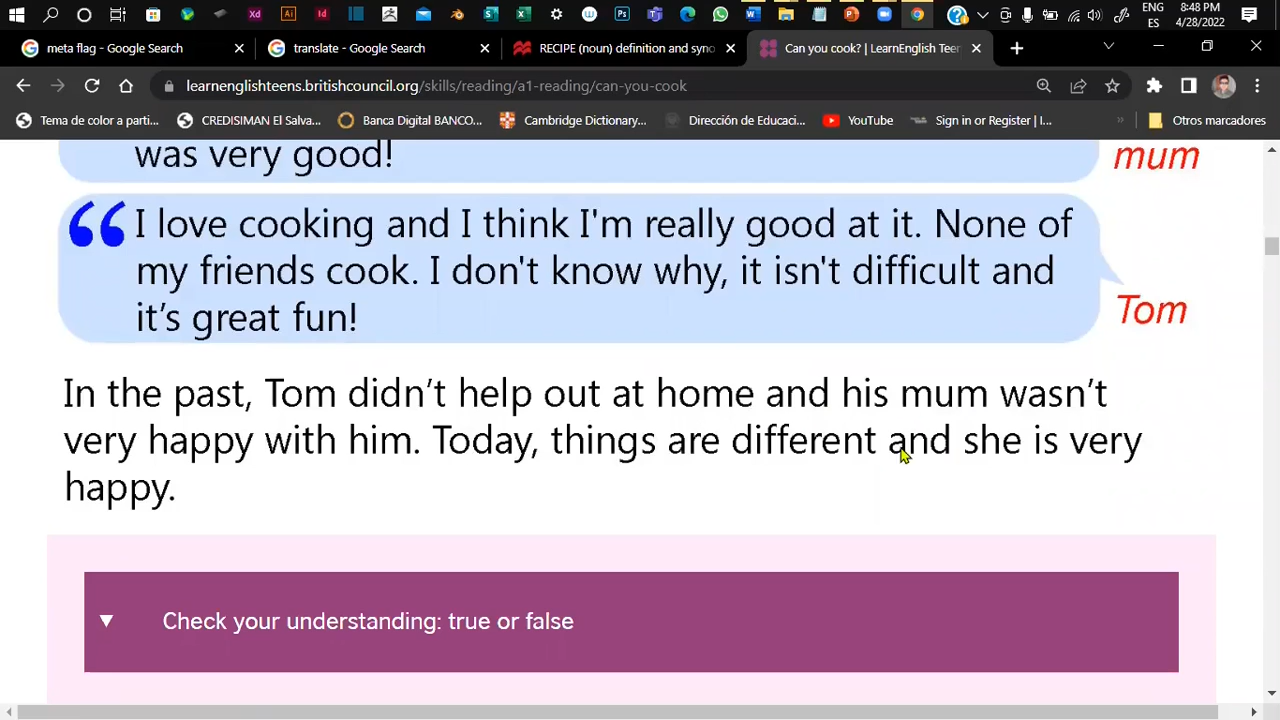 8:48 PM
4/28/2022
ENG
ES
meta flag - Google Search
translate - Google Search
RECIPE (noun) definition and syno
Can you cook? | LearnEnglish Teen
learnenglishteens.britishcouncil.org/skills/reading/a1-reading/can-you-cook
Tema de color a parti...
CREDISIMAN El Salva...
Banca Digital BANCO...
Cambridge Dictionary...
Dirección de Educaci...
YouTube
Sign in or Register | I...
Otros marcadores
was very good!
mum
I love cooking and I think I'm really good at it. None of
my friends cook. I don't know why, it isn't difficult and
it's great fun!
Tom
In the past, Tom didn't help out at home and his mum wasn't
very happy with him. Today, things are different and she is very
happy.
Check your understanding: true or false